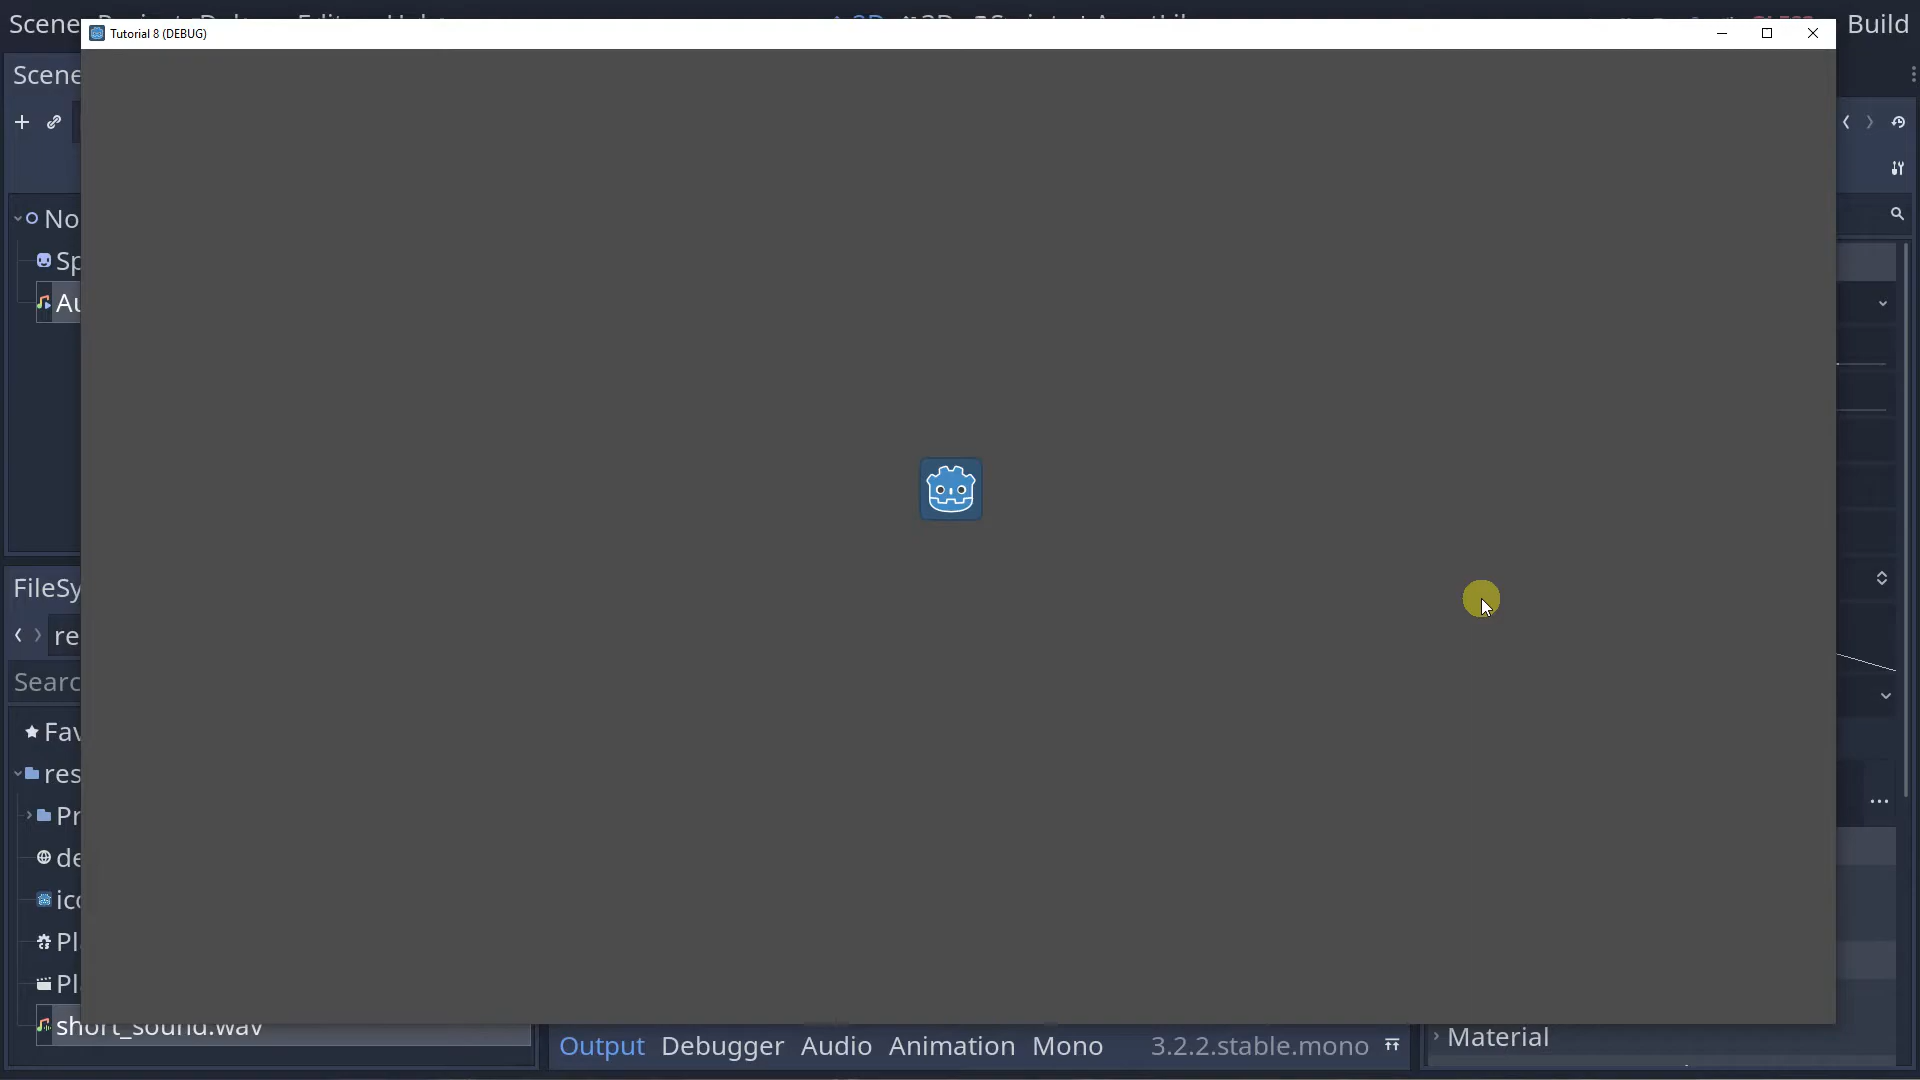 Scene
Build
Tutorial 8 (DEBUG)
Scene
No
Sp
Au
FileSy
re
Searc
Fav
res
Pr
de
ico
Pl
Pl
short_sound.wav
Output Debugger Audio Animation Mono 3.2.2.stable.mono
Material